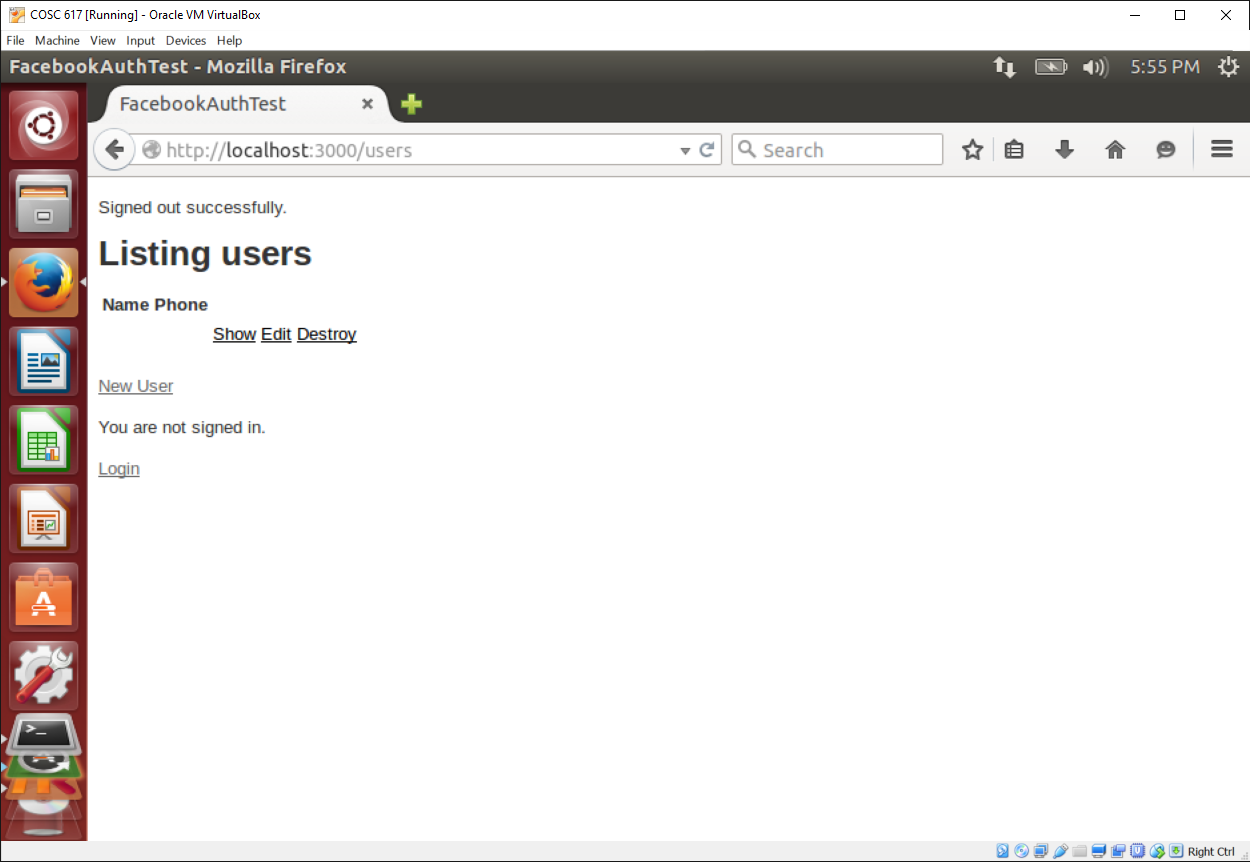 COSC 617 [Running] - Oracle VM VirtualBox
File Machine View Input Devices Help
FacebookAuthTest - Mozilla Firefox 5:55 PM
FacebookAuthTest
http://localhost:3000/users Search
Signed out successfully.
Listing users
Name Phone
Show Edit Destroy
New User
You are not signed in.
Login
Right Ctrl